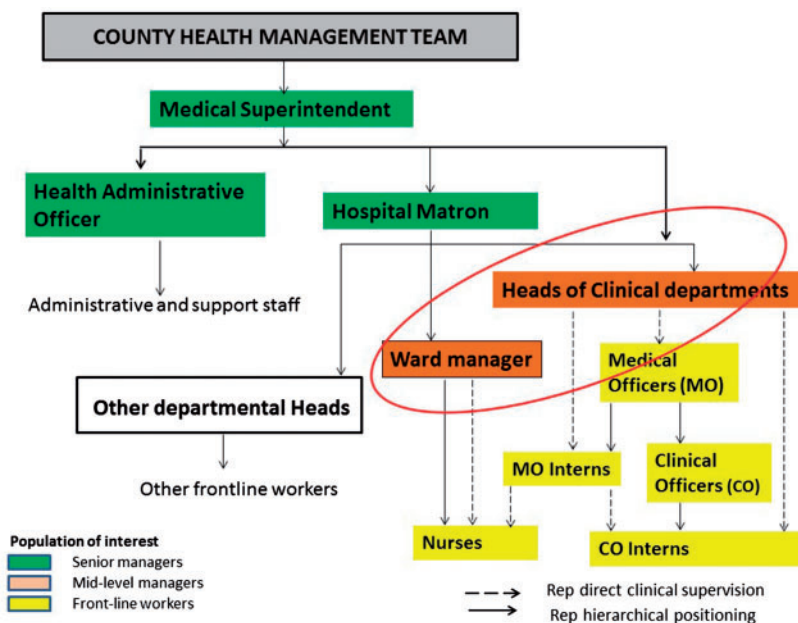 COUNTY HEALTH MANAGEMENT TEAM
Medical Superintendent
Health Administrative
Officer
Hospital Matron
Administrative and support staff
Heads of Clinical departments
Ward manager
Medical
Officers (MO)
Other departmental Heads
MO Interns
Clinical
Officers (CO)
Other frontline workers
Nurses
CO Interns
Population of interest
Senior managers
Mid-level managers
Front-line workers
Rep direct clinical supervision
Rep hierarchical positioning